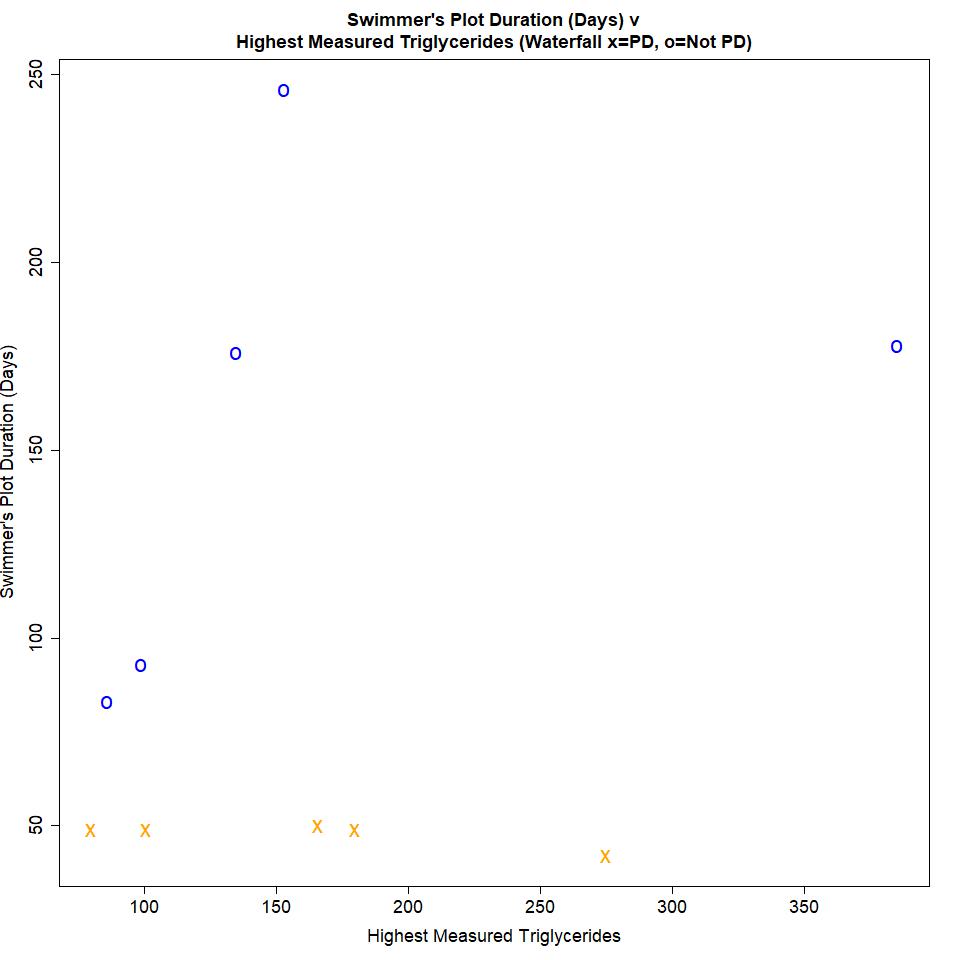 Swimmer's Plot Duration (Days) v
Highest Measured Triglycerides (Waterfall x=PD, o=Not PD)
Swimmer's Plot Duration (Days)
250
200
150
100
50
o
o
o
o
o
x
x
x
x
x
100 150 200 250 300 350
Highest Measured Triglycerides